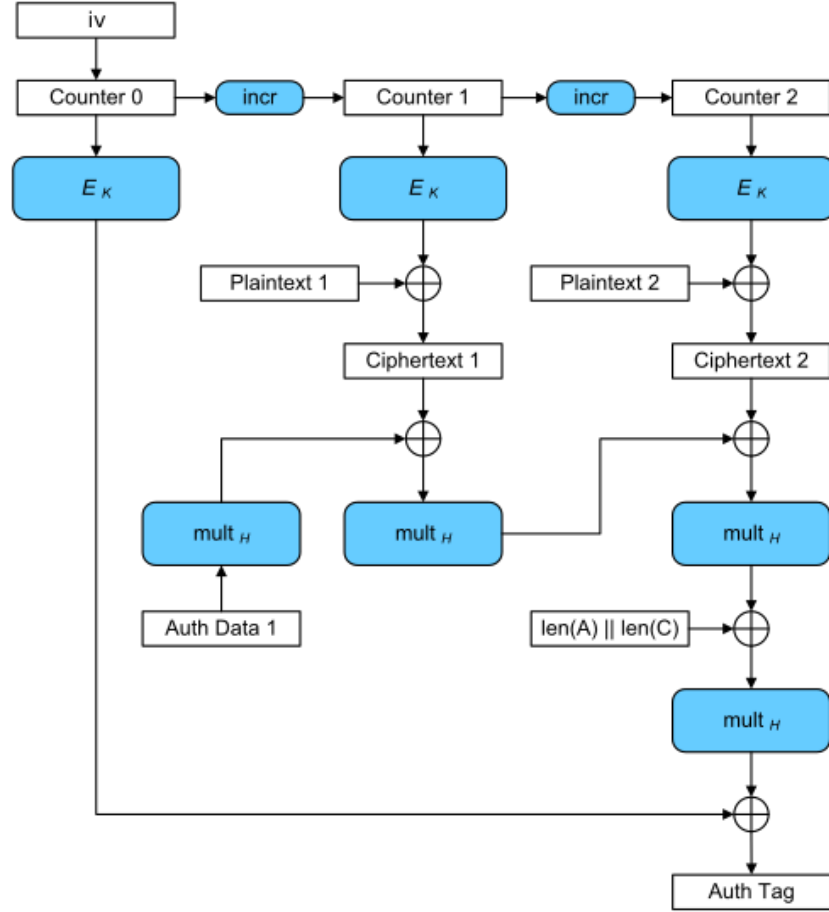 iv
Counter 0
incr
Counter 1
incr
Counter 2
E K
E K
E K
Plaintext 1
Plaintext 2
Ciphertext 1
Ciphertext 2
mult H
mult H
mult H
Auth Data 1
len(A) || len(C)
mult H
Auth Tag